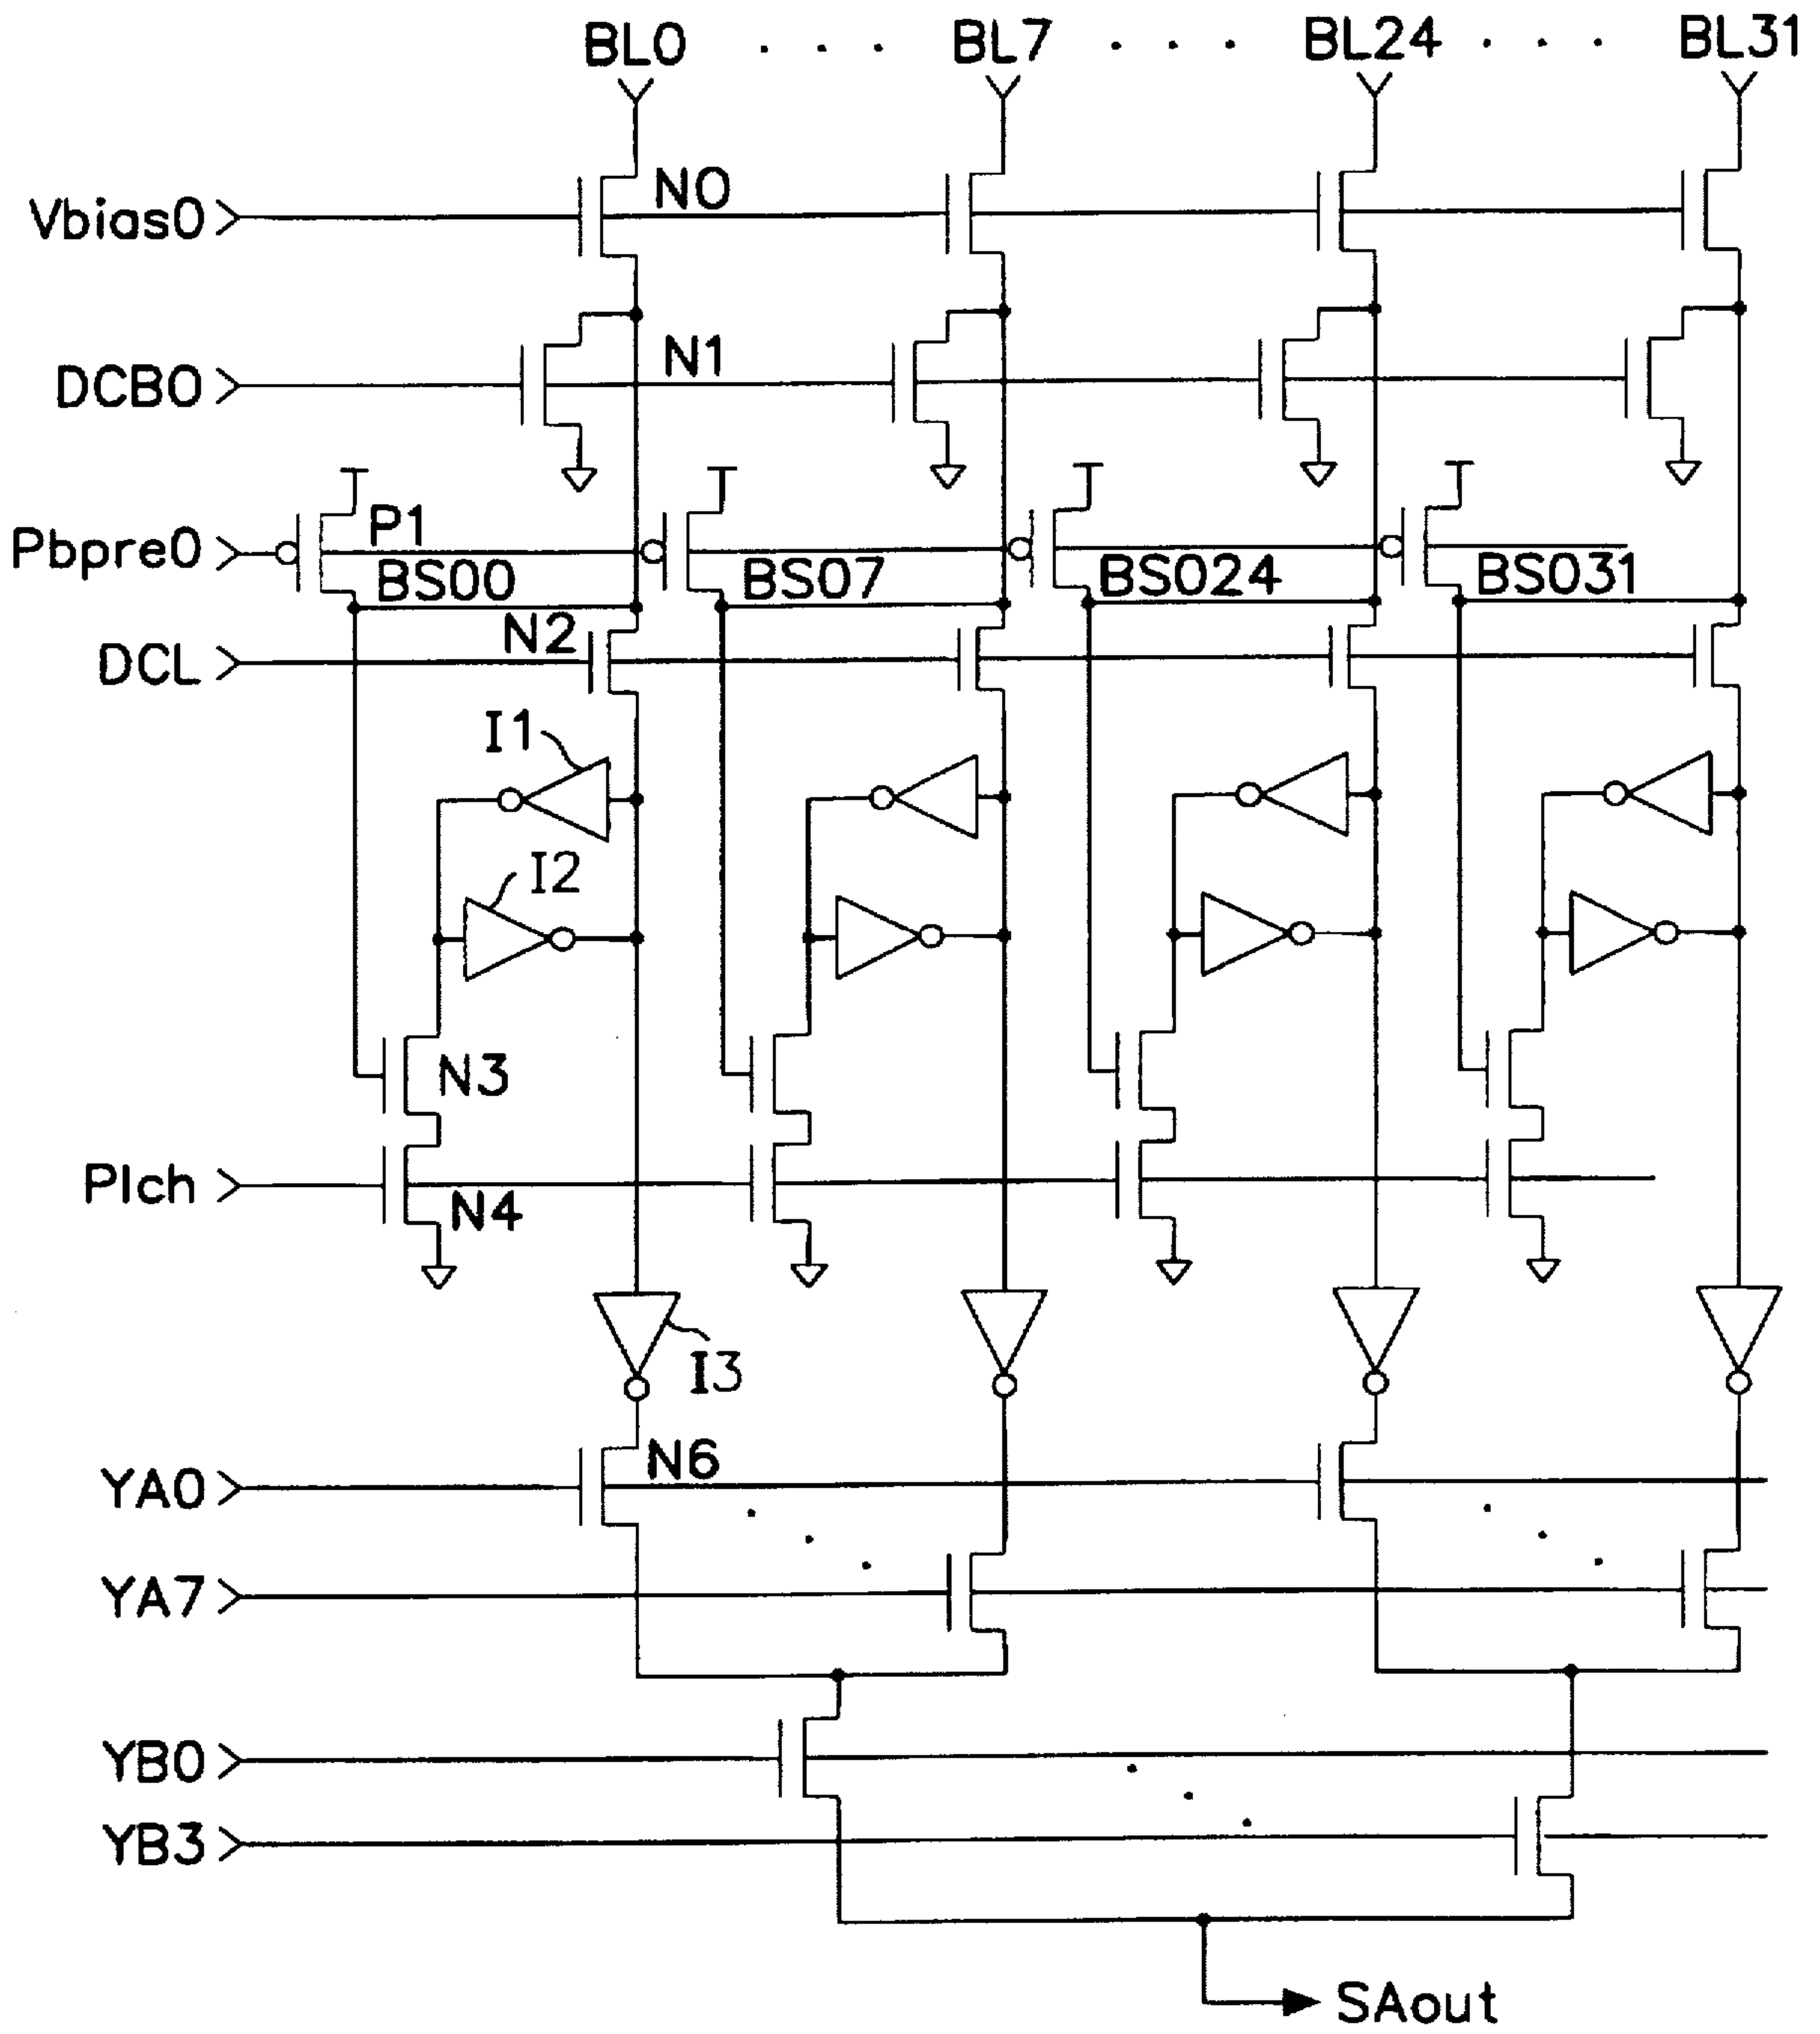 BL0 . . . BL7 . . . BL24 . . . BL31
Vbias0
N0
DCB0
N1
Pbpre0
P1
BS00
BS07
BS024
BS031
DCL
N2
I1
I2
N3
Plch
N4
I3
YA0
N6
YA7
YB0
YB3
SAout